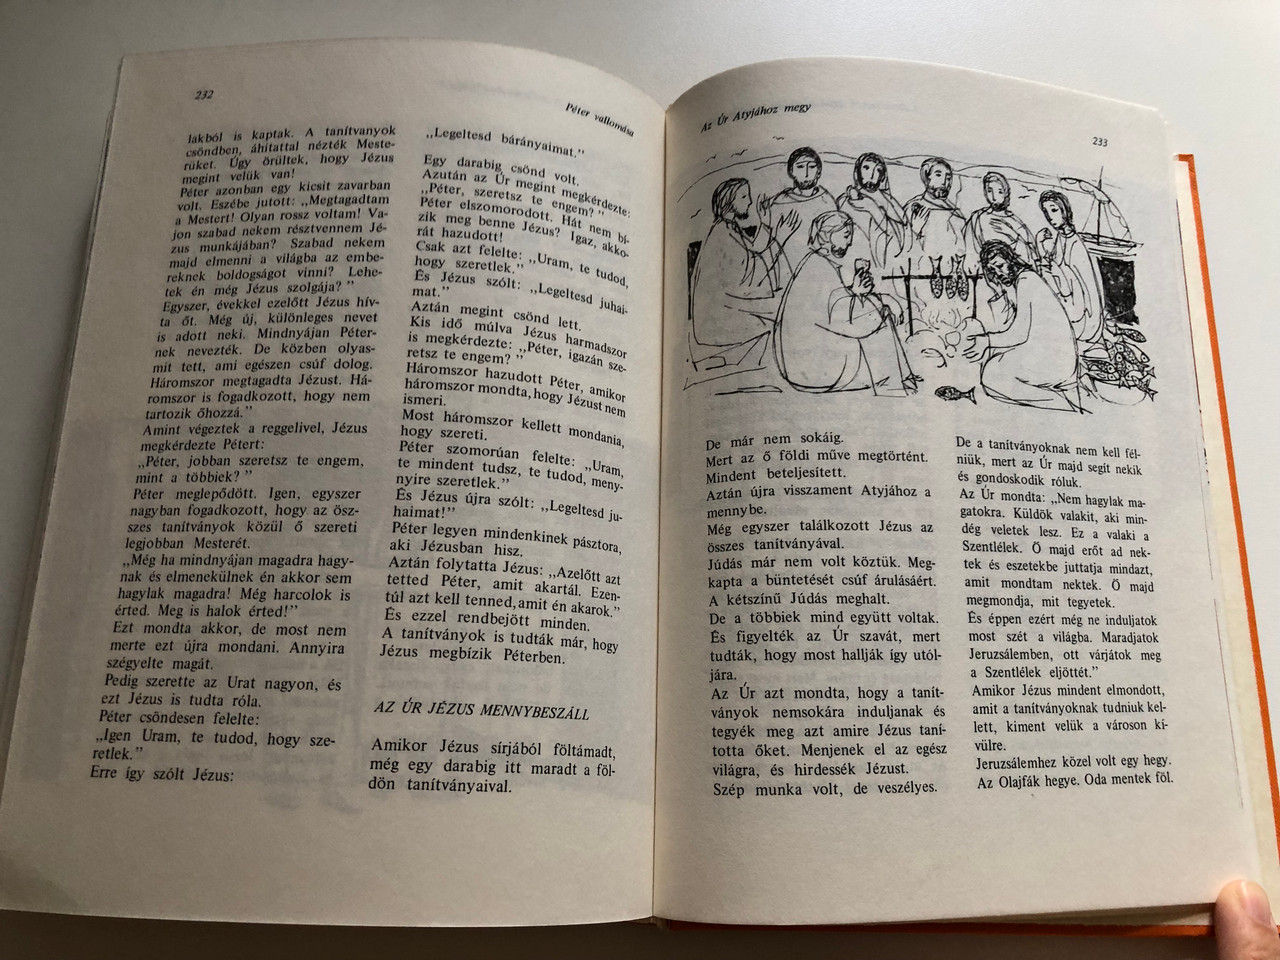 232
Péter vallomása
lakból is kaptak. A tanítványok
csöndben, áhítattal nézték Meste-
rüket. Úgy örültek, hogy Jézus
megint velük van!
Péter azonban egy kicsit zavarban
volt. Eszébe jutott: „Megtagadtam
a Mestert! Olyan rossz voltam! Va-
jon szabad nekem résztvennem Jé-
zus munkájában? Szabad nekem
majd elmenni a világba az embe-
reknek boldogságot vinni? Lehe-
tek én még Jézus szolgája?”
Egyszer, évekkel ezelőtt Jézus hív-
ta őt. Még új, különleges nevet
is adott neki. Mindnyájan Péter-
nek nevezték. De közben olyas-
mit tett, ami egészen csúf dolog.
Háromszor megtagadta Jézust. Há-
romszor is fogadkozott, hogy nem
tartozik őhozzá.”
Amint végeztek a reggelivel, Jézus
megkérdezte Pétert:
„Péter, jobban szeretsz te engem,
mint a többiek?”
Péter meglepődött. Igen, egyszer
nagyban fogadkozott, hogy az ösz-
szes tanítványok közül ő szereti
legjobban Mesterét.
„Még ha mindnyájan magadra hagy-
nak és elmenekülnek én akkor sem
hagylak magadra! Még harcolok is
érted. Meg is halok érted!”
Ezt mondta akkor, de most nem
merte ezt újra mondani. Annyira
szégyelte magát.
Pedig szerette az Urat nagyon, és
ezt Jézus is tudta róla.
Péter csöndesen felelte:
„Igen Uram, te tudod, hogy sze-
retlek.”
Erre így szólt Jézus:
„Legeltesd bárányaimat.”
Egy darabig csönd volt.
Azután az Úr megint megkérdezte:
„Péter, szeretsz te engem?”
Péter elszomorodott. Hát nem bí-
zik meg benne Jézus? Igaz, akko-
rát hazudott!
Csak azt felelte: „Uram, te tudod,
hogy szeretlek.”
És Jézus szólt: „Legeltesd juhai-
mat.”
Aztán megint csönd lett.
Kis idő múlva Jézus harmadszor
is megkérdezte: „Péter, igazán sze-
retsz te engem?”
Háromszor hazudott Péter, amikor
háromszor mondta, hogy Jézust nem
ismeri.
Most háromszor kellett mondania,
hogy szereti.
Péter szomorúan felelte: „Uram,
te mindent tudsz, te tudod, meny-
nyire szeretlek.”
És Jézus újra szólt: „Legeltesd ju-
haimat!”
Péter legyen mindenkinek pásztora,
aki Jézusban hisz.
Aztán folytatta Jézus: „Azelőtt azt
tetted Péter, amit akartál. Ezen-
túl azt kell tenned, amit én akarok.”
És ezzel rendbejött minden.
A tanítványok is tudták már, hogy
Jézus megbízik Péterben.
AZ ÚR JÉZUS MENNYBESZÁLL
Amikor Jézus sírjából föltámadt,
még egy darabig itt maradt a föl-
dön tanítványaival.
Az Úr Atyjához megy
233
De már nem sokáig.
Mert az ő földi műve megtörtént.
Mindent beteljesített.
Aztán újra visszament Atyjához a
mennybe.
Még egyszer találkozott Jézus az
összes tanítványával.
Júdás már nem volt köztük. Meg-
kapta a büntetését csúf árulásáért.
A kétszínű Júdás meghalt.
De a többiek mind együtt voltak.
És figyelték az Úr szavát, mert
tudták, hogy most hallják így utól-
jára.
Az Úr azt mondta, hogy a tanít-
ványok nemsokára induljanak és
tegyék meg azt amire Jézus taní-
totta őket. Menjenek el az egész
világra, és hirdessék Jézust.
Szép munka volt, de veszélyes.
De a tanítványoknak nem kell fél-
niük, mert az Úr majd segít nekik
és gondoskodik róluk.
Az Úr mondta: „Nem hagylak ma-
gatokra. Küldök valakit, aki min-
dég veletek lesz. Ez a valaki a
Szentlélek. Ő majd erőt ad nek-
tek és eszetekbe juttatja mindazt,
amit mondtam nektek. Ő majd
megmondja, mit tegyetek.
És éppen ezért még ne induljatok
most szét a világba. Maradjatok
Jeruzsálemben, ott várjátok meg
a Szentlélek eljöttét.”
Amikor Jézus mindent elmondott,
amit a tanítványoknak tudniuk kel-
lett, kiment velük a városon kí-
vülre.
Jeruzsálemhez közel volt egy hegy.
Az Olajfák hegye. Oda mentek föl.